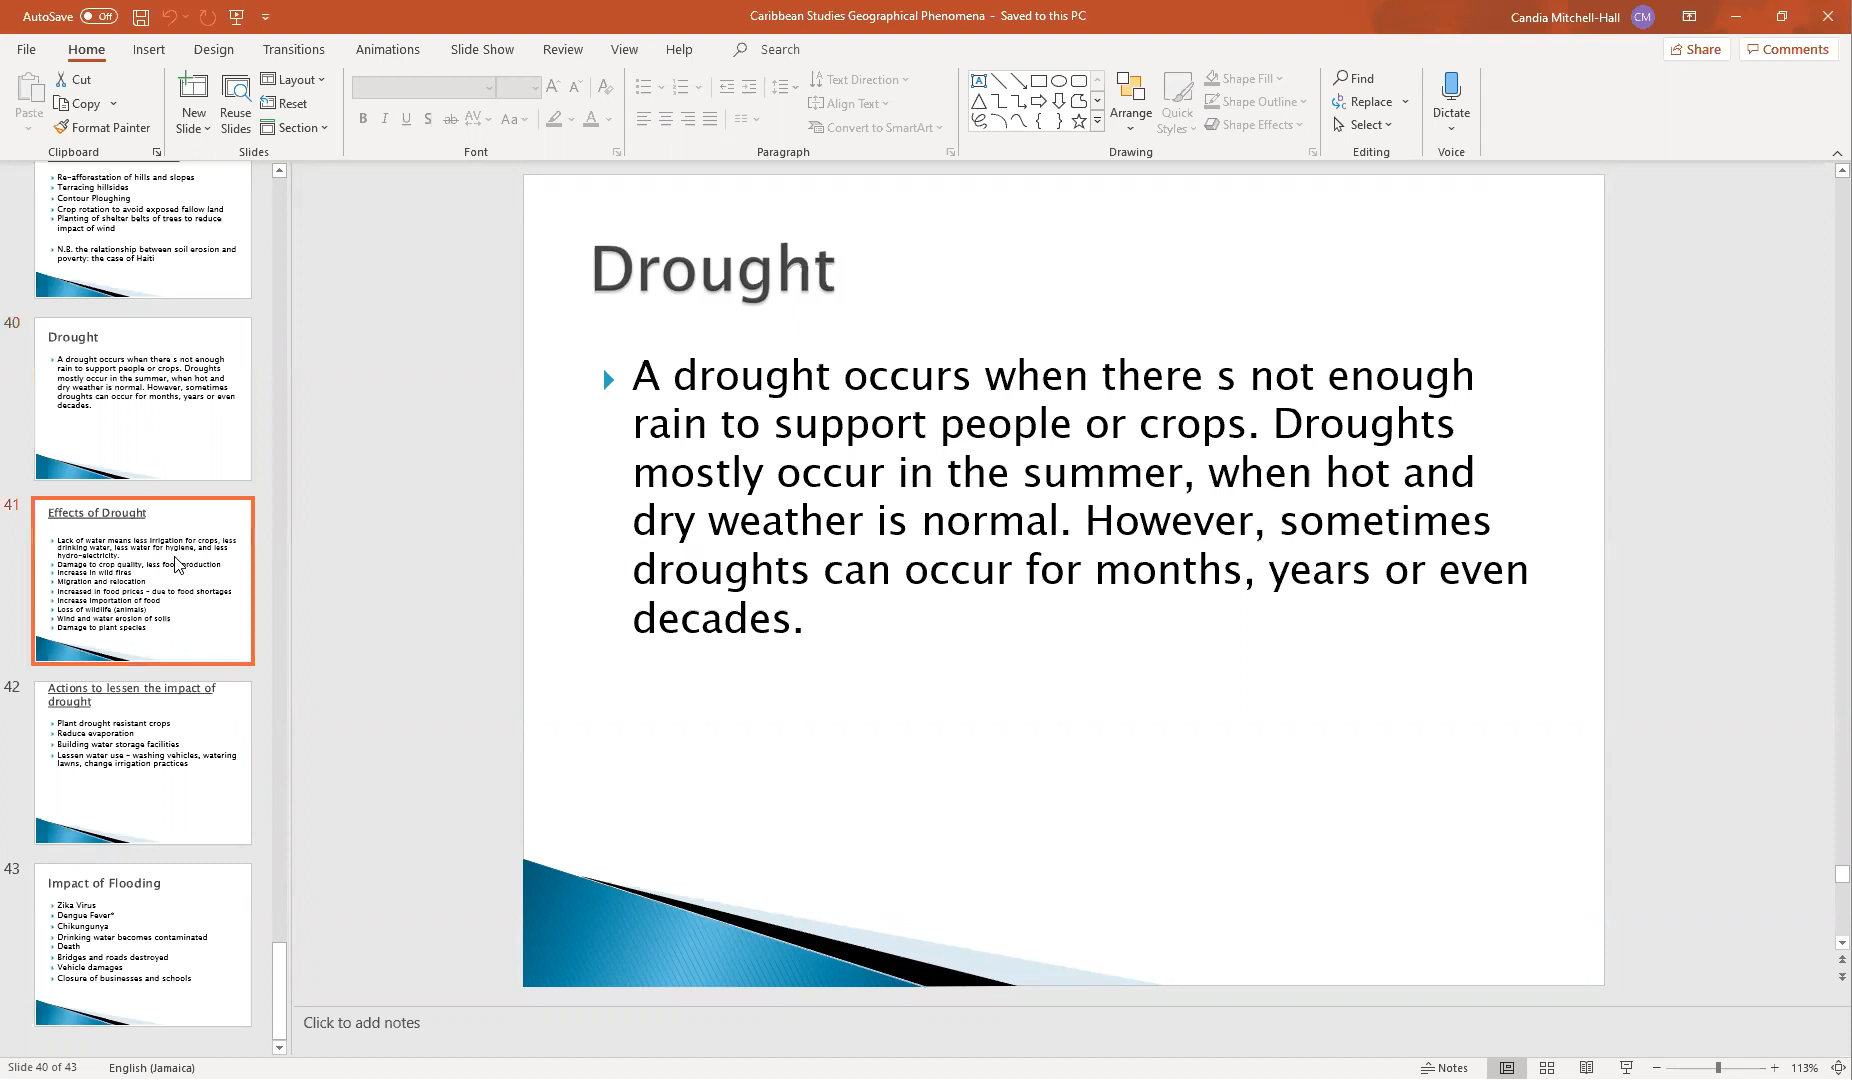 AutoSave Off
Caribbean Studies Geographical Phenomena - Saved to this PC
Candia Mitchell-Hall CM
File Home Insert Design Transitions Animations Slide Show Review View Help Search
Share Comments
Paste
Cut
Copy
Format Painter
Clipboard
New Slide
Reuse Slides
Layout
Reset
Section
Slides
B I U S ab AV Aa A
Font
Text Direction
Align Text
Convert to SmartArt
Paragraph
Arrange
Quick Styles
Shape Fill
Shape Outline
Shape Effects
Drawing
Find
Replace
Select
Editing
Dictate
Voice
Re-afforestation of hills and slopes
Terracing hillsides
Contour Ploughing
Crop rotation to avoid exposed fallow land
Planting of shelter belts of trees to reduce
impact of wind
N.B. the relationship between soil erosion and
poverty: the case of Haiti
40
Drought
A drought occurs when there s not enough
rain to support people or crops. Droughts
mostly occur in the summer, when hot and
dry weather is normal. However, sometimes
droughts can occur for months, years or even
decades.
41
Effects of Drought
Lack of water means less irrigation for crops, less
drinking water, less water for hygiene, and less
hydro-electricity.
Damage to crop quality, less food production
Increase in wild fires
Migration and relocation
Increased in food prices - due to food shortages
Increase importation of food
Loss of wildlife (animals)
Wind and water erosion of soils
Damage to plant species
42
Actions to lessen the impact of
drought
Plant drought resistant crops
Reduce evaporation
Building water storage facilities
Lessen water use - washing vehicles, watering
lawns, change irrigation practices
43
Impact of Flooding
Zika Virus
Dengue Fever*
Chikungunya
Drinking water becomes contaminated
Death
Bridges and roads destroyed
Vehicle damages
Closure of businesses and schools
Drought
A drought occurs when there s not enough
rain to support people or crops. Droughts
mostly occur in the summer, when hot and
dry weather is normal. However, sometimes
droughts can occur for months, years or even
decades.
Click to add notes
Slide 40 of 43
English (Jamaica)
Notes
113%